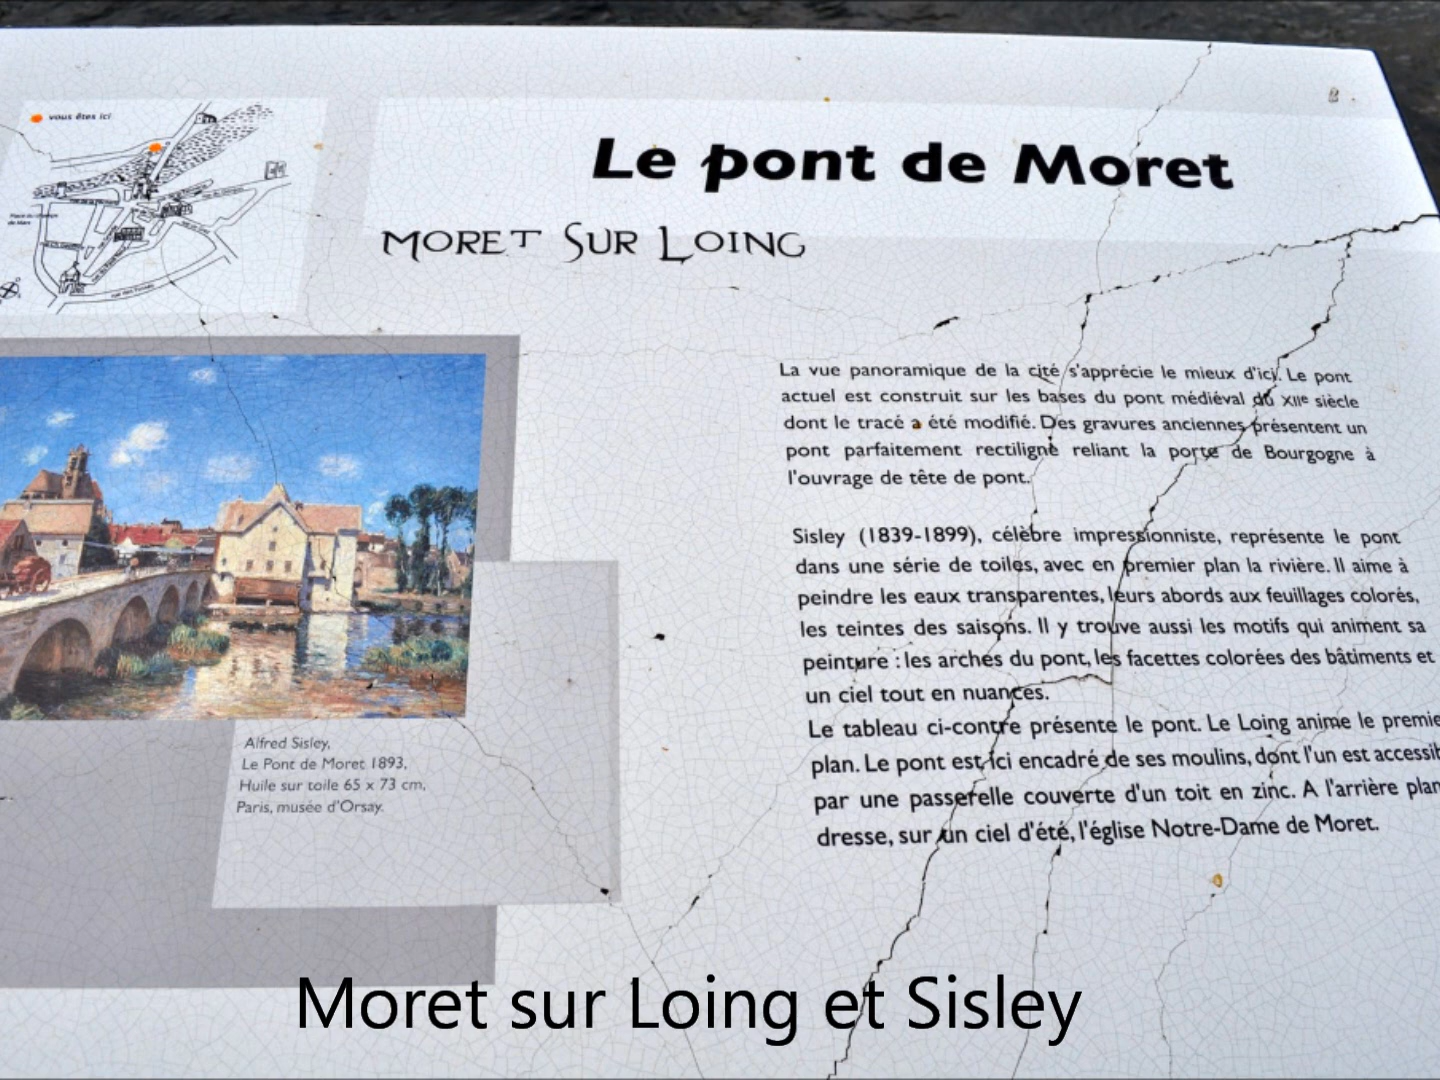 vous êtes ici
Le pont de Moret
MORET SUR LOING
La vue panoramique de la cité s'apprécie le mieux d'ici. Le pont
actuel est construit sur les bases du pont médiéval du XIIe siècle
dont le tracé a été modifié. Des gravures anciennes présentent un
pont parfaitement rectiligne reliant la porte de Bourgogne à
l'ouvrage de tête de pont.
Sisley (1839-1899), célèbre impressionniste, représente le pont
dans une série de toiles, avec en premier plan la rivière. Il aime à
peindre les eaux transparentes, leurs abords aux feuillages colorés,
les teintes des saisons. Il y trouve aussi les motifs qui animent sa
peinture : les arches du pont, les facettes colorées des bâtiments et
un ciel tout en nuances.
Le tableau ci-contre présente le pont. Le Loing anime le premie
plan. Le pont est ici encadré de ses moulins, dont l'un est accessib
par une passerelle couverte d'un toit en zinc. A l'arrière plan
dresse, sur un ciel d'été, l'église Notre-Dame de Moret.
Alfred Sisley,
Le Pont de Moret 1893,
Huile sur toile 65 x 73 cm,
Paris, musée d'Orsay.
Moret sur Loing et Sisley